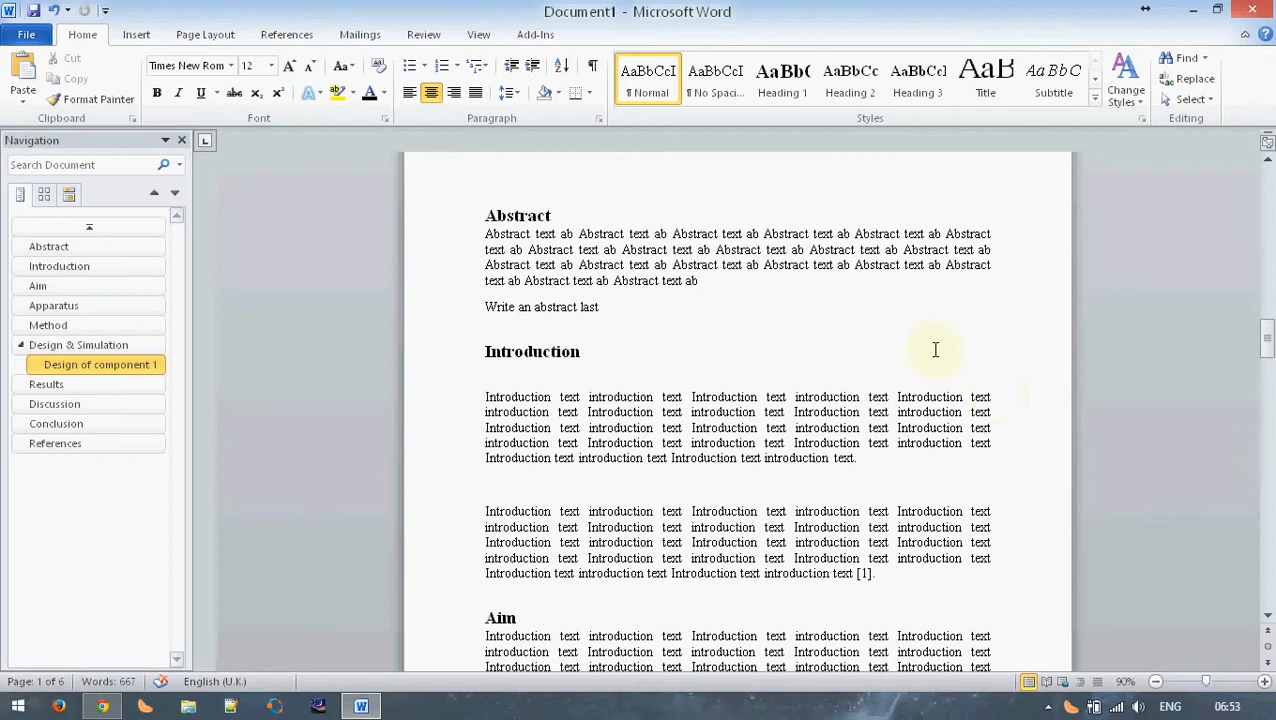 Document1 - Microsoft Word
File Home Insert Page Layout References Mailings Review View Add-Ins
Paste
Cut
Copy
Format Painter
Clipboard
Times New Rom 12
Font
Paragraph
AaBbCcI AaBbCcI AaBbC AaBbCc AaBbCcI AaB AaBbCcC
¶ Normal ¶ No Spaci... Heading 1 Heading 2 Heading 3 Title Subtitle
Styles
Change
Styles
Find
Replace
Select
Editing
Navigation
Search Document
Abstract
Introduction
Aim
Apparatus
Method
Design & Simulation
Design of component 1
Results
Discussion
Conclusion
References
Abstract
Abstract text ab Abstract text ab Abstract text ab Abstract text ab Abstract text ab Abstract
text ab Abstract text ab Abstract text ab Abstract text ab Abstract text ab Abstract text ab
Abstract text ab Abstract text ab Abstract text ab Abstract text ab Abstract text ab Abstract
text ab Abstract text ab Abstract text ab
Write an abstract last
Introduction
Introduction text introduction text Introduction text introduction text Introduction text
introduction text Introduction text introduction text Introduction text introduction text
Introduction text introduction text Introduction text introduction text Introduction text
introduction text Introduction text introduction text Introduction text introduction text
Introduction text introduction text Introduction text introduction text.
Introduction text introduction text Introduction text introduction text Introduction text
introduction text Introduction text introduction text Introduction text introduction text
Introduction text introduction text Introduction text introduction text Introduction text
introduction text Introduction text introduction text Introduction text introduction text
Introduction text introduction text Introduction text introduction text [1].
Aim
Introduction text introduction text Introduction text introduction text Introduction text
introduction text Introduction text introduction text Introduction text introduction text
Introduction text introduction text Introduction text introduction text Introduction text
Page: 1 of 6 Words: 667 English (U.K.) 90%
ENG 06:53